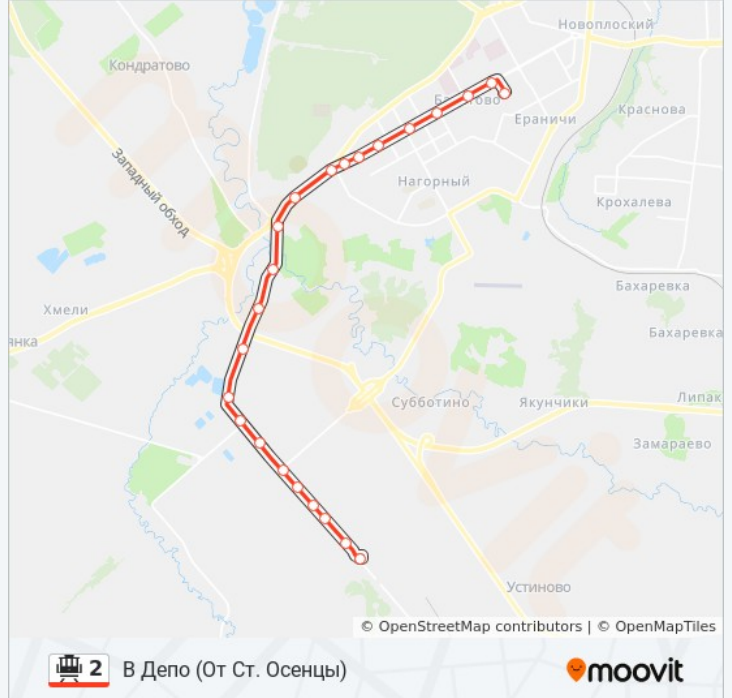 Новоплоский
Кондратово
Краснова
Ераничи
Западный обход
Нагорный
Крохалева
Бахаревка
Хмели
Бахаревка
янка
Субботино
Якунчики
Липак
Замараево
Устиново
© OpenStreetMap contributors | © OpenMapTiles
2 В Депо (От Ст. Осенцы)
moovit